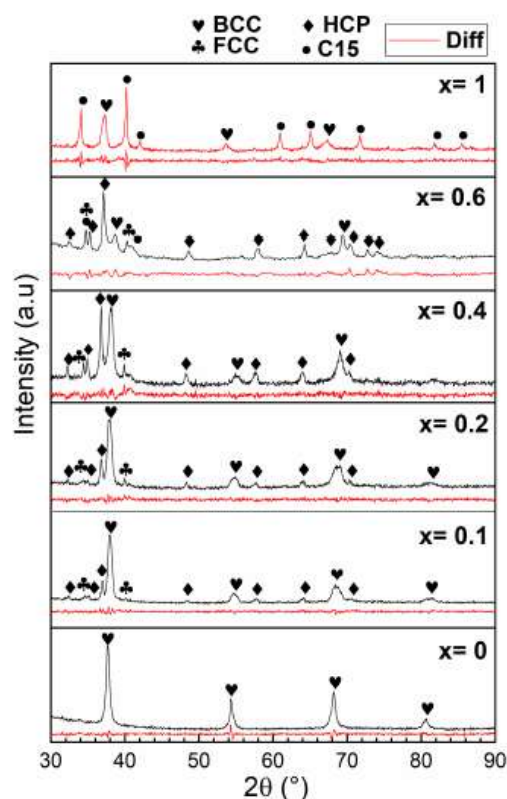 ♥ BCC ♦ HCP
♣ FCC • C15
Diff
x= 1
x= 0.6
x= 0.4
x= 0.2
x= 0.1
x= 0
Intensity (a.u)
30 40 50 60 70 80 90
2θ (°)